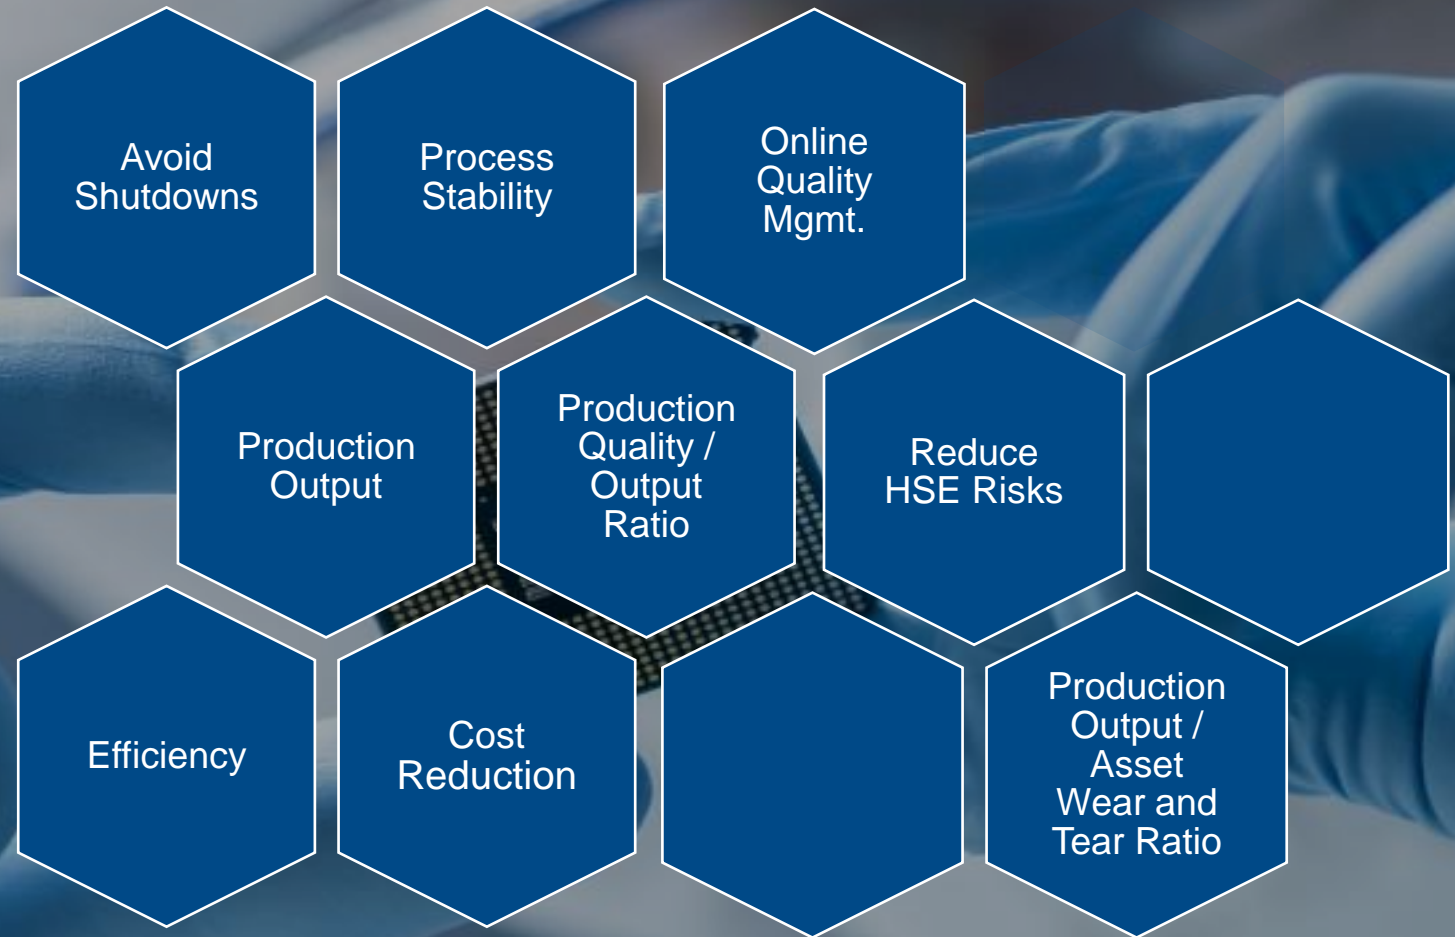 Avoid
Shutdowns
Process
Stability
Online
Quality
Mgmt.
Production
Output
Production
Quality /
Output
Ratio
Reduce
HSE Risks
Efficiency
Cost
Reduction
Production
Output /
Asset
Wear and
Tear Ratio